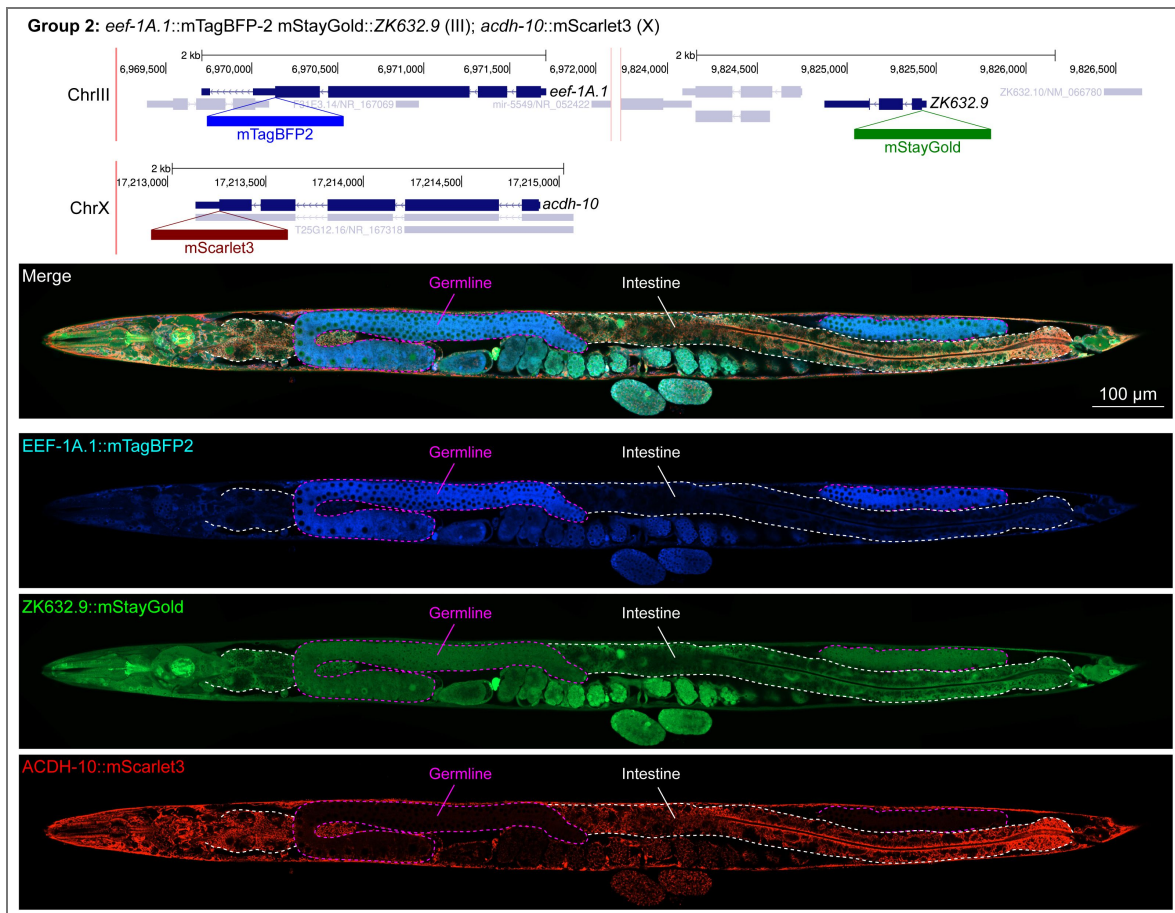 Group 2: eef-1A.1::mTagBFP-2 mStayGold::ZK632.9 (III); acdh-10::mScarlet3 (X)
2 kb 2 kb
6,969,500 6,970,000 6,970,500 6,971,000 6,971,500 6,972,000 9,824,000 9,824,500 9,825,000 9,825,500 9,826,000 9,826,500
ChrIII eef-1A.1 ZK632.10/NM_066780
F31E3.14/NR_167069 mir-5549/NR_052422 ZK632.9
mTagBFP2 mStayGold
2 kb
17,213,000 17,213,500 17,214,000 17,214,500 17,215,000
ChrX acdh-10
T25G12.16/NR_167318
mScarlet3
Merge
Germline Intestine
100 µm
EEF-1A.1::mTagBFP2
Germline Intestine
ZK632.9::mStayGold
Germline Intestine
ACDH-10::mScarlet3
Germline Intestine